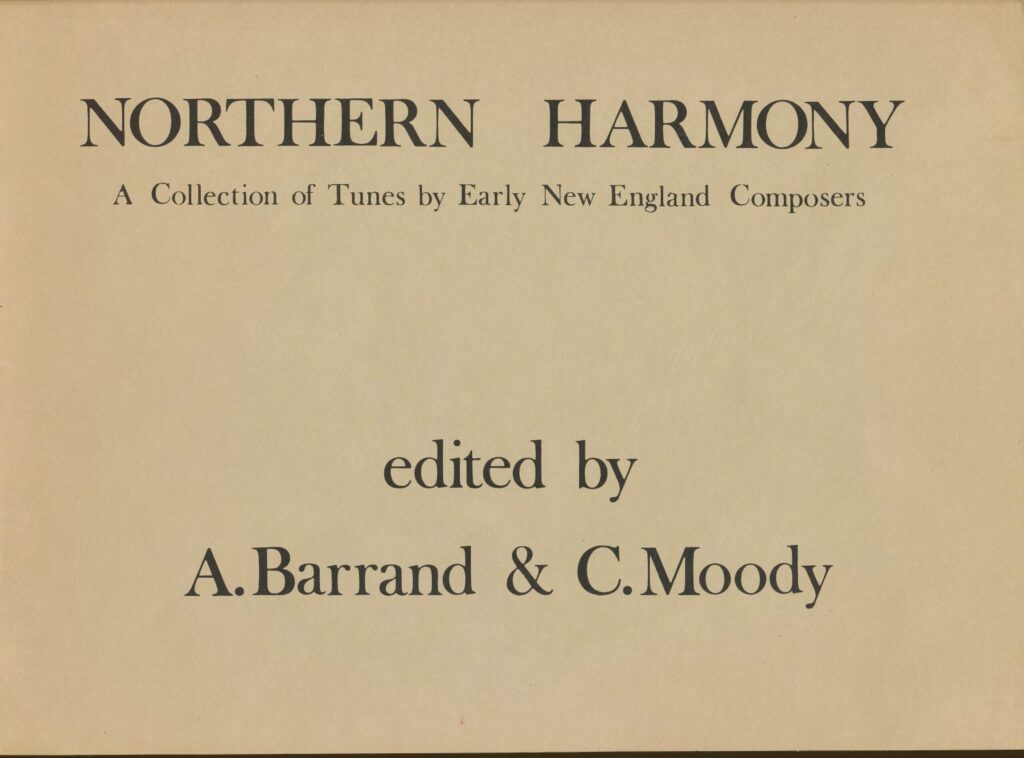 NORTHERN HARMONY
A Collection of Tunes by Early New England Composers
edited by
A.Barrand & C.Moody